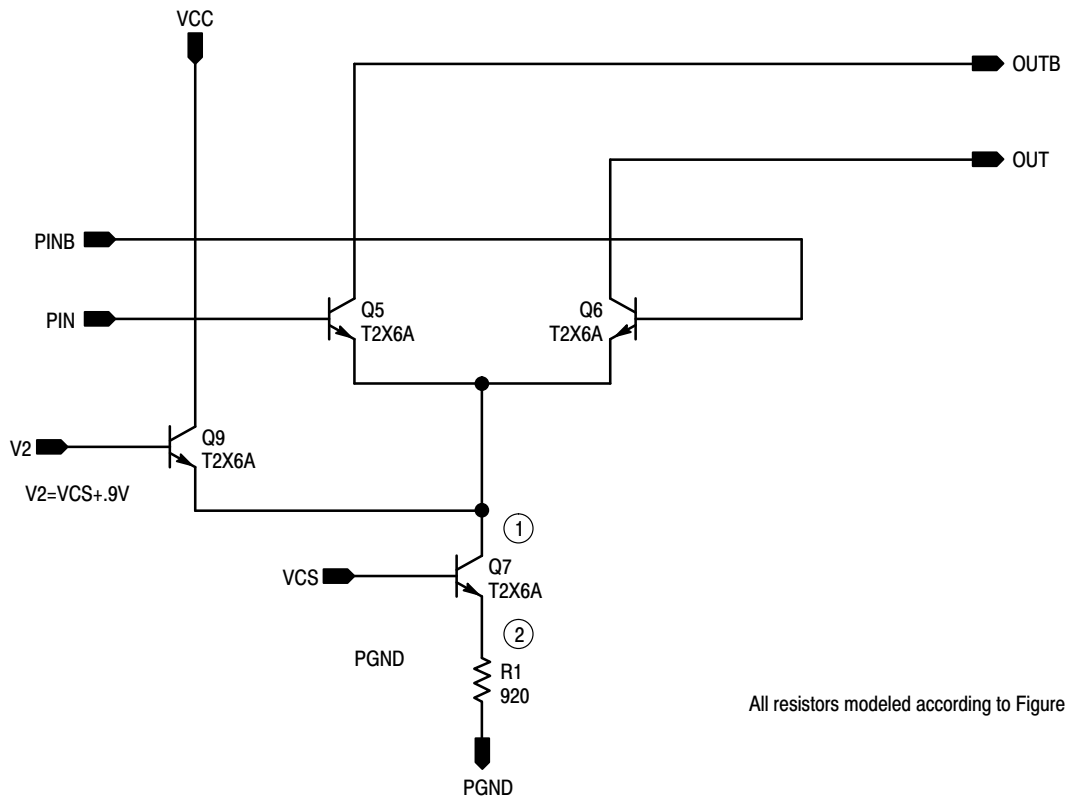 VCC
OUTB
OUT
PINB
PIN
Q5
T2X6A
Q6
T2X6A
Q9
T2X6A
V2
V2=VCS+.9V
1
Q7
T2X6A
VCS
2
PGND
R1
920
All resistors modeled according to Figure
PGND